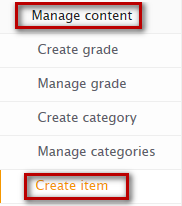 Manage content
Create grade
Manage grade
Create category
Manage categories
Create item